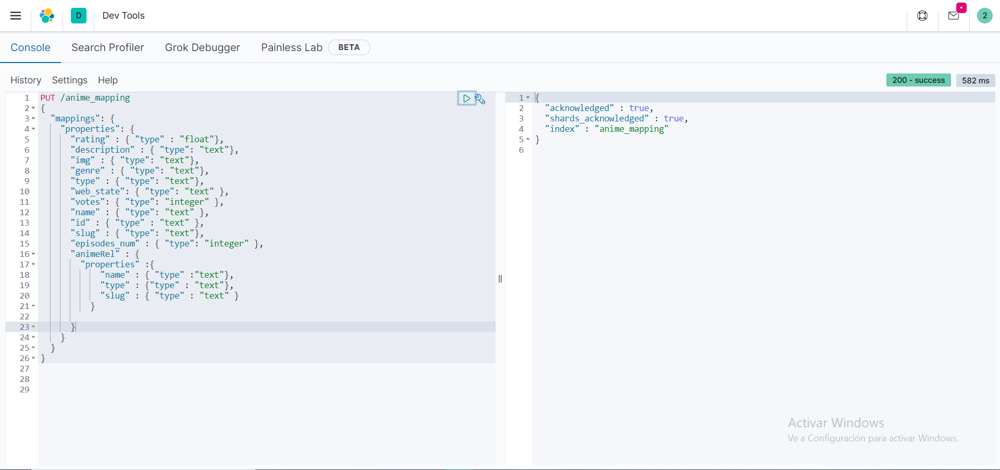 D Dev Tools 2
Console Search Profiler Grok Debugger Painless Lab BETA
History Settings Help 200 - success 582 ms
1 PUT /anime_mapping
2 {
3 "mappings": {
4 "properties": {
5 "rating" : { "type" : "float"},
6 "description" : { "type": "text"},
7 "img" : { "type": "text"},
8 "genre" : { "type": "text"},
9 "type" : { "type": "text"},
10 "web_state": { "type": "text" },
11 "votes": { "type": "integer" },
12 "name" : { "type": "text" },
13 "id" : { "type" : "text" },
14 "slug" : { "type": "text"},
15 "episodes_num" : { "type": "integer" },
16 "animeRel" : {
17 "properties" :{
18 "name" : { "type" :"text"},
19 "type" : {"type" : "text"},
20 "slug" : { "type" : "text" }
21 }
22
23 }
24 }
25 }
26 }
27
28
29
1 {
2 "acknowledged" : true,
3 "shards_acknowledged" : true,
4 "index" : "anime_mapping"
5 }
6
Activar Windows
Ve a Configuración para activar Windows.